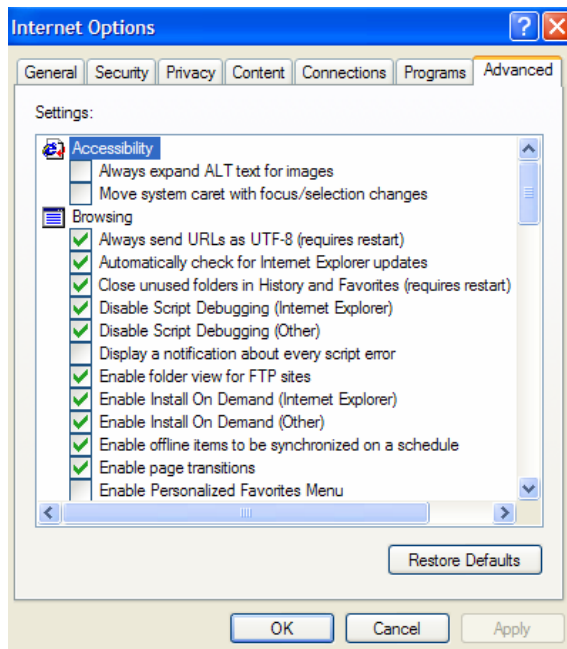 Internet Options
General Security Privacy Content Connections Programs Advanced
Settings:
Accessibility
Always expand ALT text for images
Move system caret with focus/selection changes
Browsing
Always send URLs as UTF-8 (requires restart)
Automatically check for Internet Explorer updates
Close unused folders in History and Favorites (requires restart)
Disable Script Debugging (Internet Explorer)
Disable Script Debugging (Other)
Display a notification about every script error
Enable folder view for FTP sites
Enable Install On Demand (Internet Explorer)
Enable Install On Demand (Other)
Enable offline items to be synchronized on a schedule
Enable page transitions
Enable Personalized Favorites Menu
Restore Defaults
OK Cancel Apply